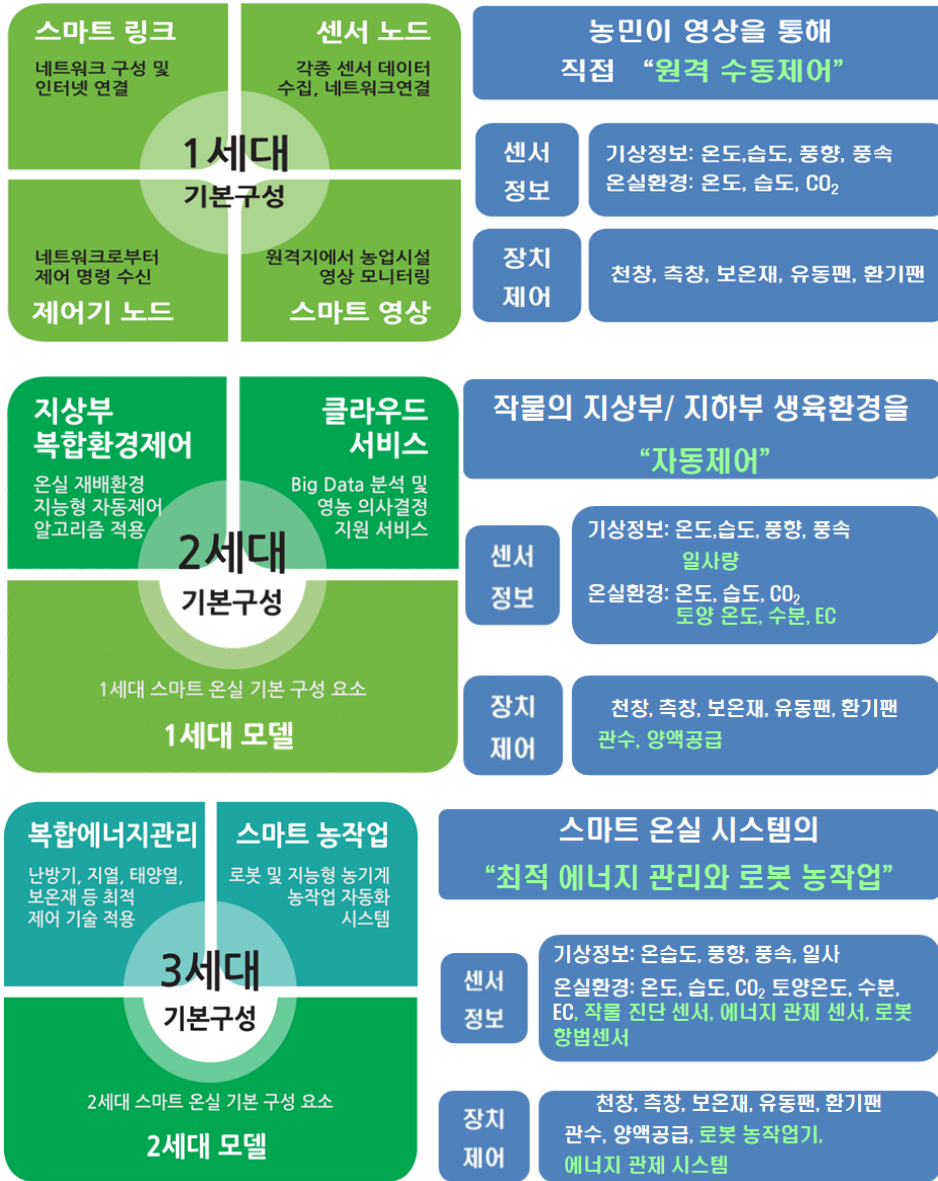 스마트 링크
네트워크 구성 및
인터넷 연결
센서 노드
각종 센서 데이터
수집, 네트워크연결
1세대
기본구성
네트워크로부터
제어 명령 수신
제어기 노드
원격지에서 농업시설
영상 모니터링
스마트 영상
농민이 영상을 통해
직접 “원격 수동제어”
센서
정보
기상정보: 온도,습도, 풍향, 풍속
온실환경: 온도, 습도, CO₂
장치
제어
천창, 측창, 보온재, 유동팬, 환기팬
지상부
복합환경제어
온실 재배환경
지능형 자동제어
알고리즘 적용
클라우드
서비스
Big Data 분석 및
영농 의사결정
지원 서비스
2세대
기본구성
1세대 스마트 온실 기본 구성 요소
1세대 모델
작물의 지상부/ 지하부 생육환경을
“자동제어”
센서
정보
기상정보: 온도,습도, 풍향, 풍속
일사량
온실환경: 온도, 습도, CO₂
토양 온도, 수분, EC
장치
제어
천창, 측창, 보온재, 유동팬, 환기팬
관수, 양액공급
복합에너지관리
난방기, 지열, 태양열,
보온재 등 최적
제어 기술 적용
스마트 농작업
로봇 및 지능형 농기계
농작업 자동화
시스템
3세대
기본구성
2세대 스마트 온실 기본 구성 요소
2세대 모델
스마트 온실 시스템의
“최적 에너지 관리와 로봇 농작업”
센서
정보
기상정보: 온습도, 풍향, 풍속, 일사
온실환경: 온도, 습도, CO₂ 토양온도, 수분,
EC, 작물 진단 센서, 에너지 관제 센서, 로봇
항법센서
장치
제어
천창, 측창, 보온재, 유동팬, 환기팬
관수, 양액공급, 로봇 농작업기,
에너지 관제 시스템